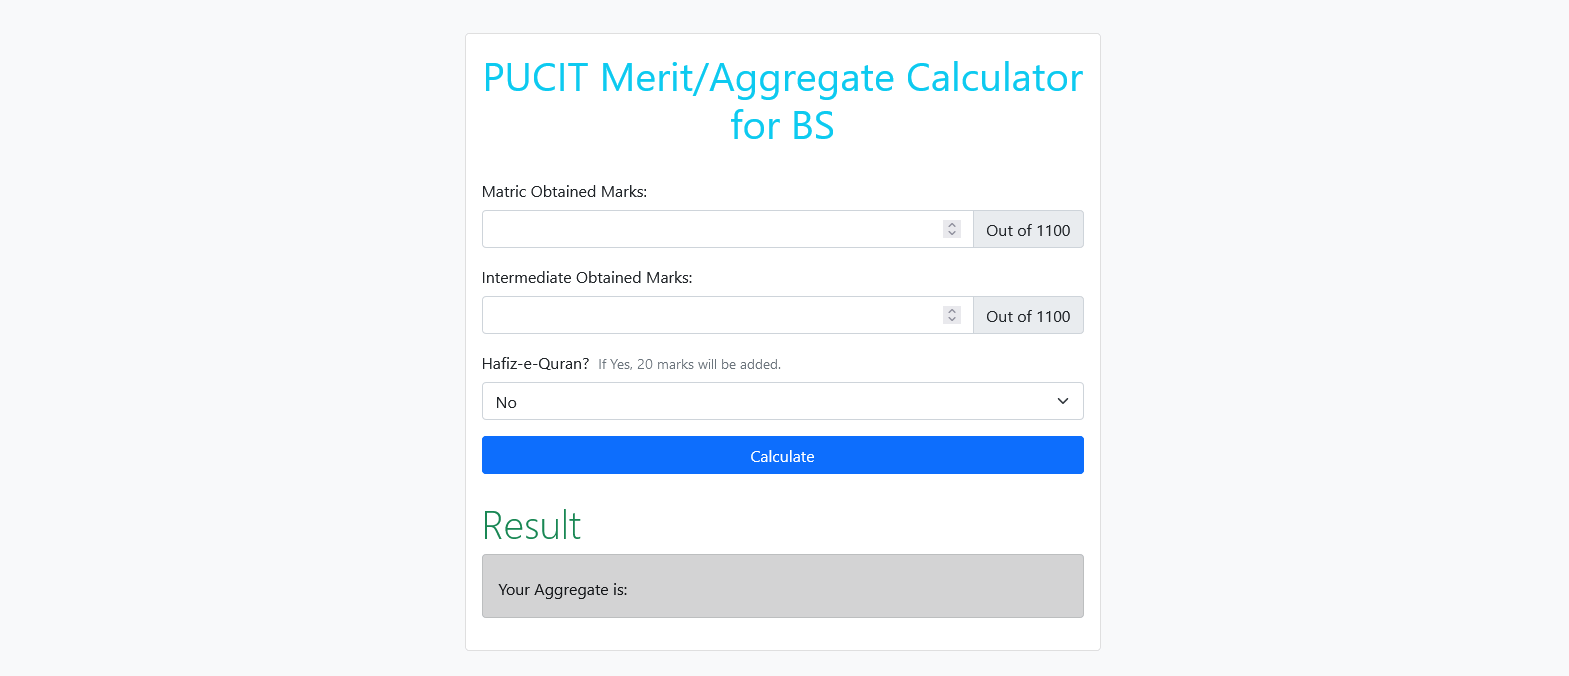 PUCIT Merit/Aggregate Calculator
for BS
Matric Obtained Marks:
Out of 1100
Intermediate Obtained Marks:
Out of 1100
Hafiz-e-Quran? If Yes, 20 marks will be added.
No
Calculate
Result
Your Aggregate is: